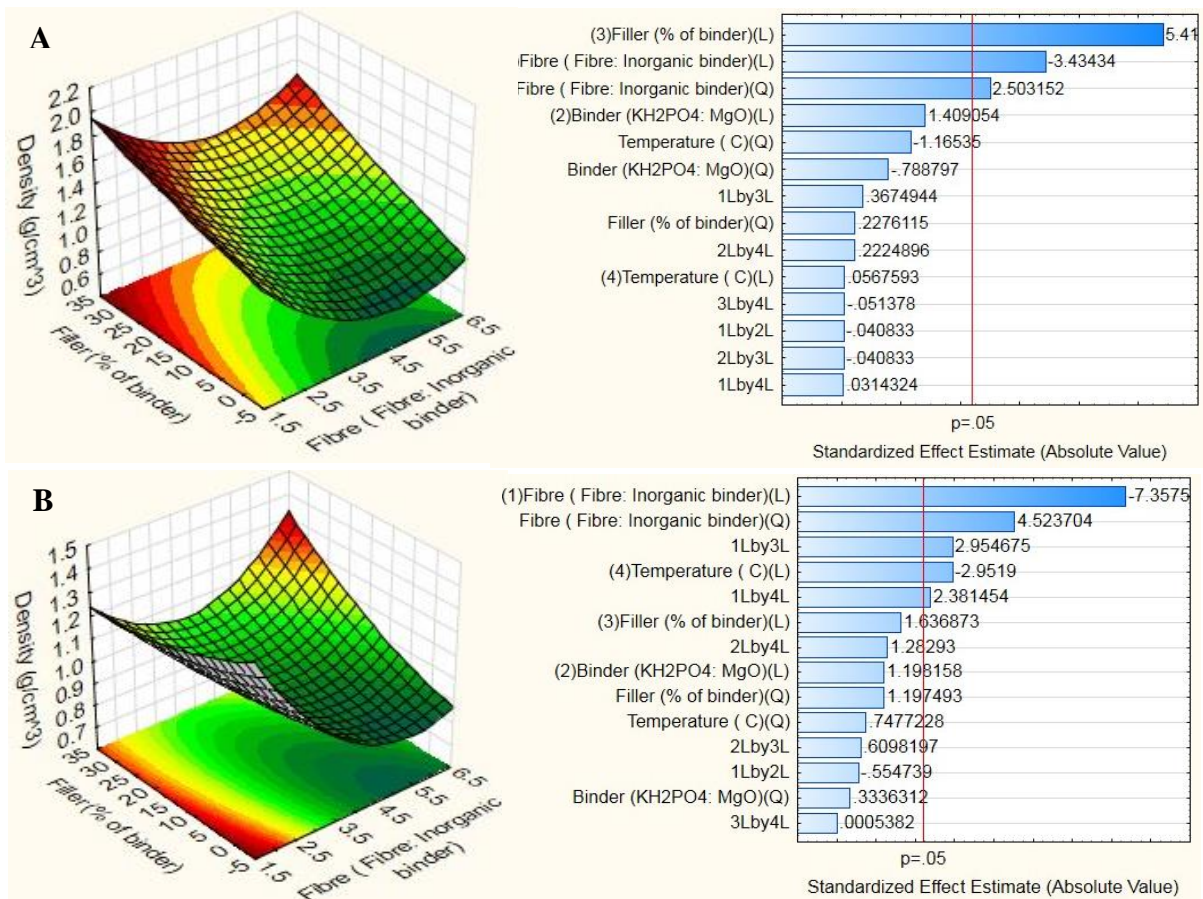 A
Density (g/cm^3)
2.2
2.0
1.8
1.6
1.4
1.2
1.0
0.8
0.6
35
30
25
20
15
10
5
0
-5
Filler (% of binder)
1.5
2.5
3.5
4.5
5.5
6.5
Fibre ( Fibre: Inorganic
binder)
(3)Filler (% of binder)(L) 5.41
)Fibre ( Fibre: Inorganic binder)(L) -3.43434
Fibre ( Fibre: Inorganic binder)(Q) 2.503152
(2)Binder (KH2PO4: MgO)(L) 1.409054
Temperature ( C)(Q) -1.16535
Binder (KH2PO4: MgO)(Q) -.788797
1Lby3L .3674944
Filler (% of binder)(Q) .2276115
2Lby4L .2224896
(4)Temperature ( C)(L) .0567593
3Lby4L -.051378
1Lby2L -.040833
2Lby3L -.040833
1Lby4L .0314324
p=.05
Standardized Effect Estimate (Absolute Value)
B
Density (g/cm^3)
1.5
1.4
1.3
1.2
1.1
1.0
0.9
0.8
0.7
35
30
25
20
15
10
5
0
-5
Filler (% of binder)
1.5
2.5
3.5
4.5
5.5
6.5
Fibre ( Fibre: Inorganic
binder)
(1)Fibre ( Fibre: Inorganic binder)(L) -7.3575
Fibre ( Fibre: Inorganic binder)(Q) 4.523704
1Lby3L 2.954675
(4)Temperature ( C)(L) -2.9519
1Lby4L 2.381454
(3)Filler (% of binder)(L) 1.636873
2Lby4L 1.28293
(2)Binder (KH2PO4: MgO)(L) 1.198158
Filler (% of binder)(Q) 1.197493
Temperature ( C)(Q) .7477228
2Lby3L .6098197
1Lby2L -.554739
Binder (KH2PO4: MgO)(Q) .3336312
3Lby4L .0005382
p=.05
Standardized Effect Estimate (Absolute Value)